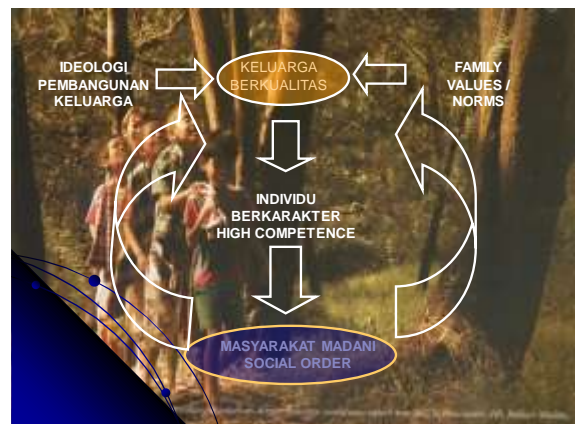 IDEOLOGI
PEMBANGUNAN
KELUARGA
KELUARGA
BERKUALITAS
FAMILY
VALUES /
NORMS
INDIVIDU
BERKARAKTER
HIGH COMPETENCE
MASYARAKAT MADANI
SOCIAL ORDER